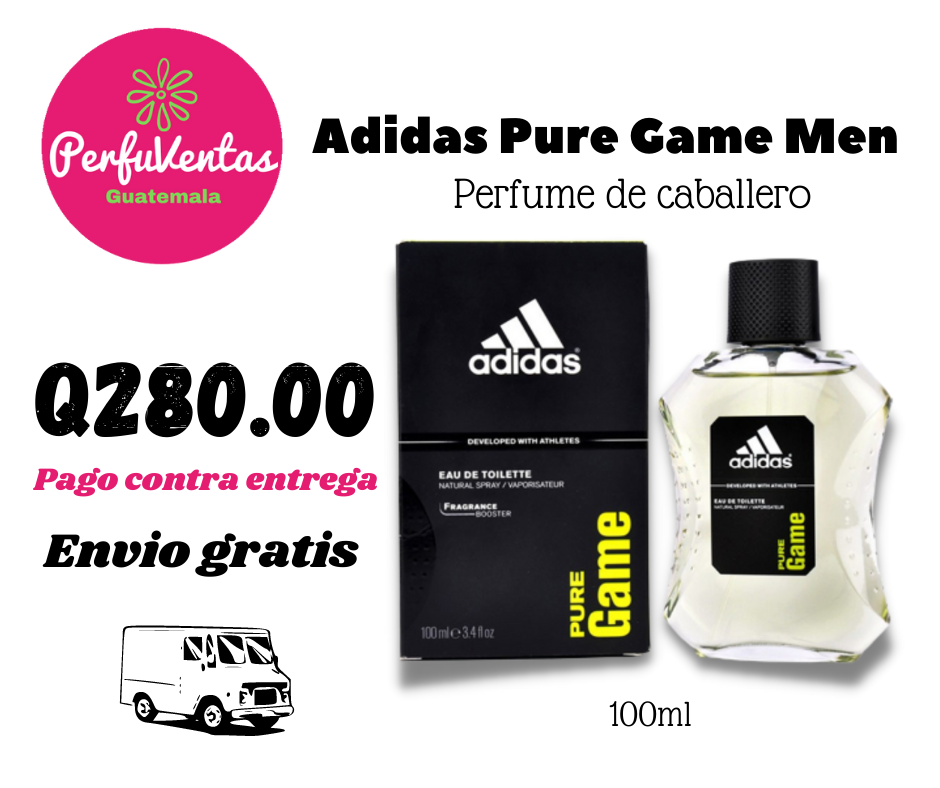 PerfuVentas
Guatemala
Adidas Pure Game Men
Perfume de caballero
Q280.00
Pago contra entrega
Envio gratis
adidas®
DEVELOPED WITH ATHLETES
EAU DE TOILETTE
NATURAL SPRAY / VAPORISATEUR
FRAGRANCE
BOOSTER
PURE
Game
100 ml ℮ 3.4 fl oz
adidas®
DEVELOPED WITH ATHLETES
EAU DE TOILETTE
NATURAL SPRAY / VAPORISATEUR
PURE
Game
100ml